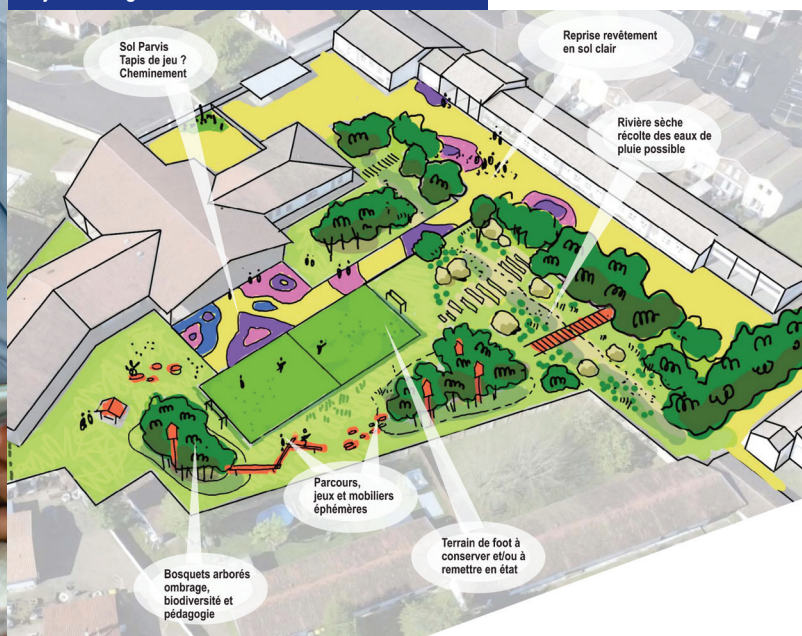 Sol Parvis
Tapis de jeu ?
Cheminement
Reprise revêtement
en sol clair
Rivière sèche
récolte des eaux de
pluie possible
Parcours,
jeux et mobiliers
éphémères
Terrain de foot à
conserver et/ou à
remettre en état
Bosquets arborés
ombrage,
biodiversité et
pédagogie